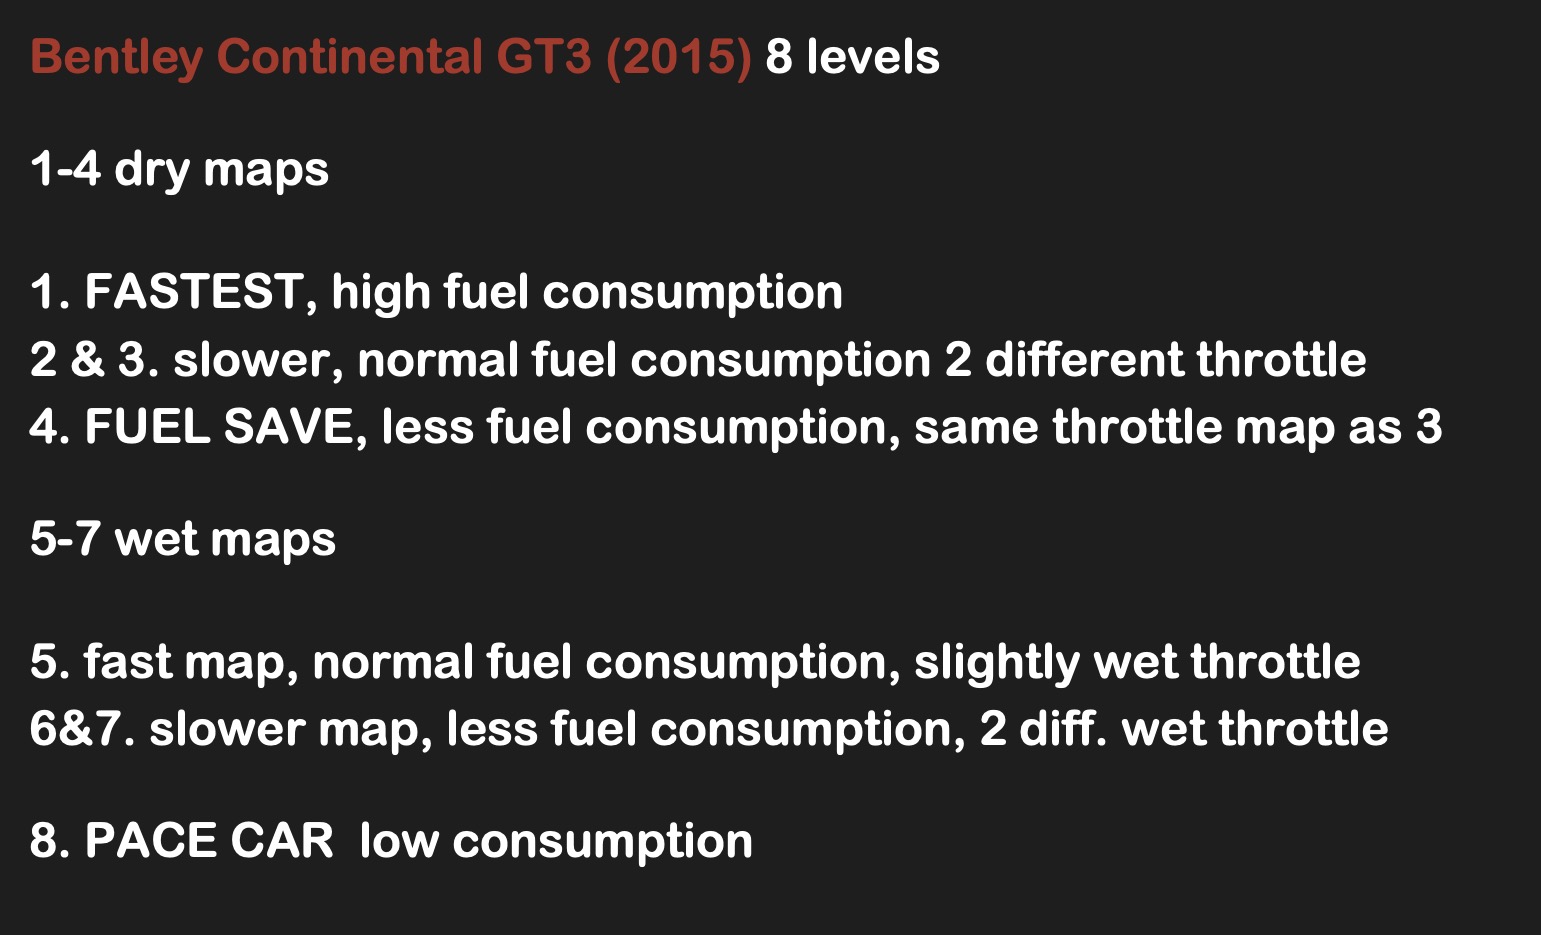 Bentley Continental GT3 (2015) 8 levels
1-4 dry maps
1. FASTEST, high fuel consumption
2 & 3. slower, normal fuel consumption 2 different throttle
4. FUEL SAVE, less fuel consumption, same throttle map as 3
5-7 wet maps
5. fast map, normal fuel consumption, slightly wet throttle
6&7. slower map, less fuel consumption, 2 diff. wet throttle
8. PACE CAR  low consumption